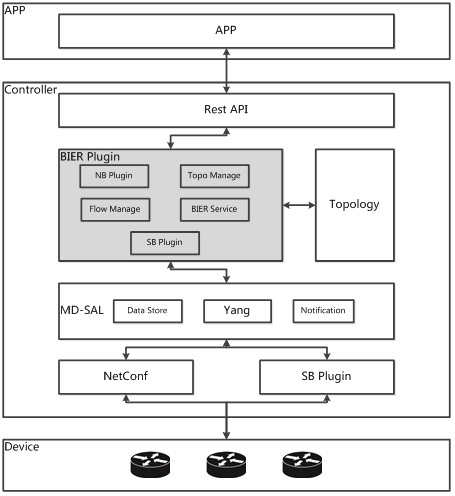 APP
APP
Controller
Rest API
BIER Plugin
NB Plugin
Topo Manage
Flow Manage
BIER Service
SB Plugin
Topology
MD-SAL
Data Store
Yang
Notification
NetConf
SB Plugin
Device